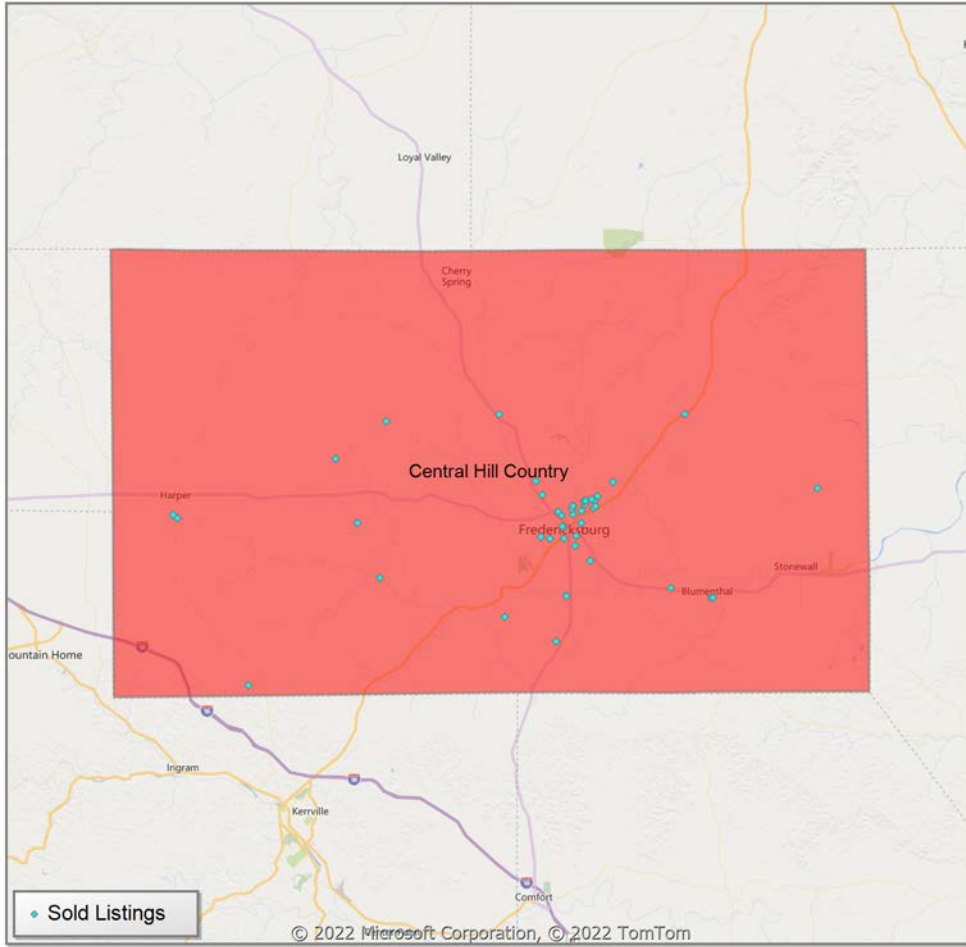 Loyal Valley
Cherry
Spring
Central Hill Country
Harper
Fredericksburg
Stonewall
Blumenthal
ountain Home
Ingram
Kerrville
Comfort
Sold Listings
© 2022 Microsoft Corporation, © 2022 TomTom